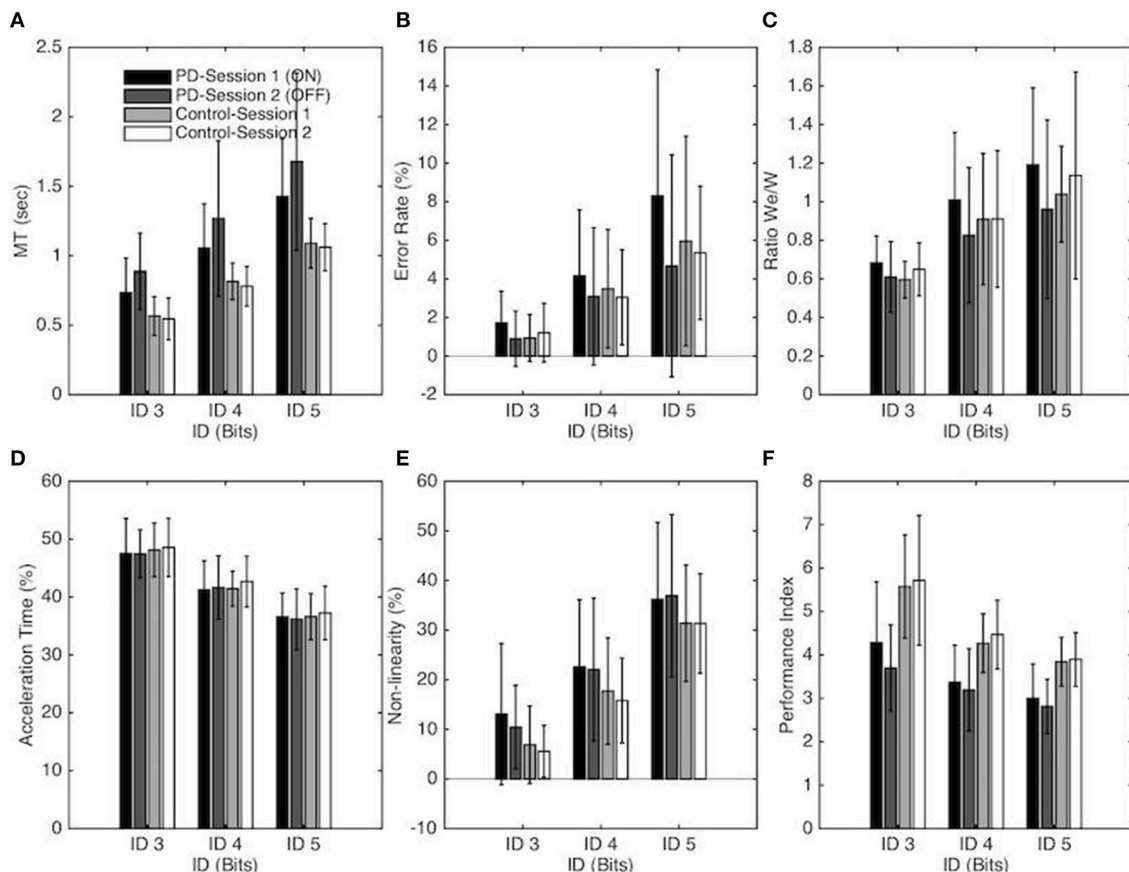 A
MT (sec)
2.5
2
1.5
1
0.5
0
PD-Session 1 (ON)
PD-Session 2 (OFF)
Control-Session 1
Control-Session 2
ID 3 ID 4 ID 5
ID (Bits)
B
Error Rate (%)
16
14
12
10
8
6
4
2
0
-2
ID 3 ID 4 ID 5
ID (Bits)
C
Ratio We/W
1.8
1.6
1.4
1.2
1
0.8
0.6
0.4
0.2
0
ID 3 ID 4 ID 5
ID (Bits)
D
Acceleration Time (%)
60
50
40
30
20
10
0
ID 3 ID 4 ID 5
ID (Bits)
E
Non-linearity (%)
60
50
40
30
20
10
0
-10
ID 3 ID 4 ID 5
ID (Bits)
F
Performance Index
8
7
6
5
4
3
2
1
0
ID 3 ID 4 ID 5
ID (Bits)